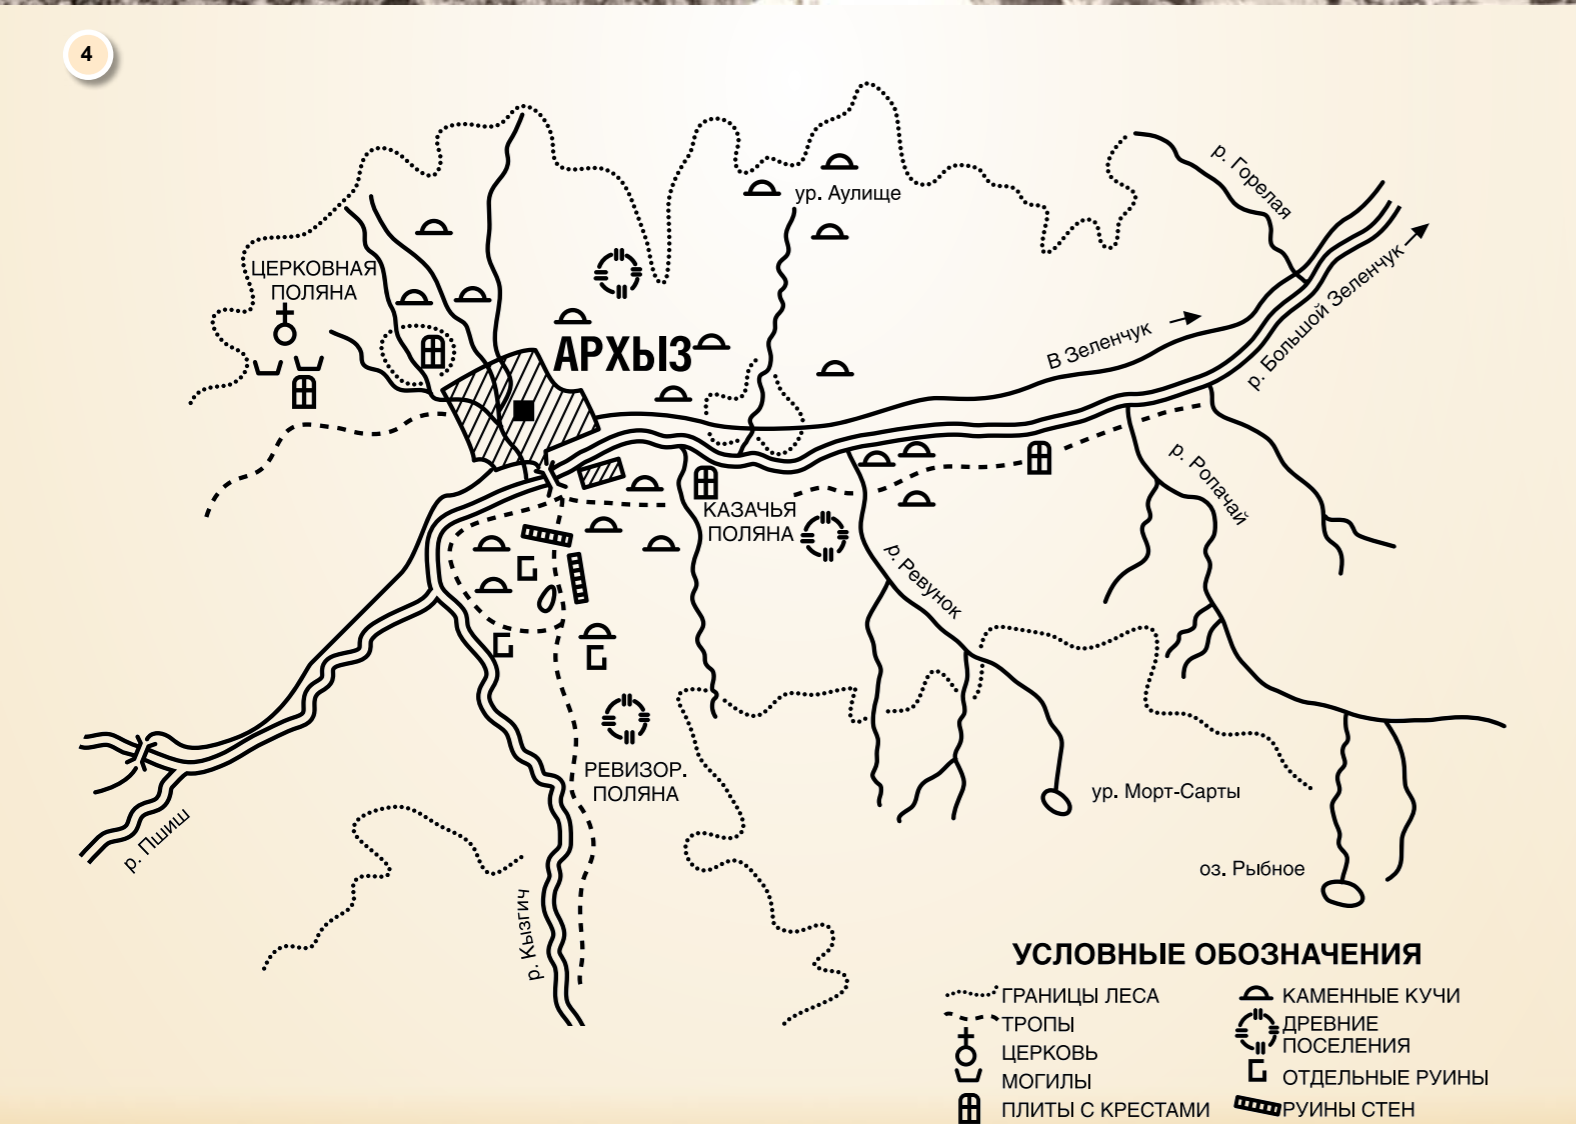 4
р. Горелая
ур. Аулище
ЦЕРКОВНАЯ
ПОЛЯНА
АРХЫЗ
В Зеленчук
р. Большой Зеленчук
р. Ропачай
КАЗАЧЬЯ
ПОЛЯНА
р. Ревунок
РЕВИЗОР.
ПОЛЯНА
ур. Морт-Сарты
р. Пшиш
оз. Рыбное
р. Кызгич
УСЛОВНЫЕ ОБОЗНАЧЕНИЯ
ГРАНИЦЫ ЛЕСА
ТРОПЫ
ЦЕРКОВЬ
МОГИЛЫ
ПЛИТЫ С КРЕСТАМИ
КАМЕННЫЕ КУЧИ
ДРЕВНИЕ
ПОСЕЛЕНИЯ
ОТДЕЛЬНЫЕ РУИНЫ
РУИНЫ СТЕН